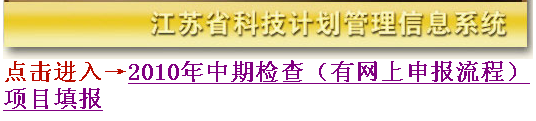 江苏省科技计划管理信息系统
点击进入→2010年中期检查（有网上申报流程）
项目填报